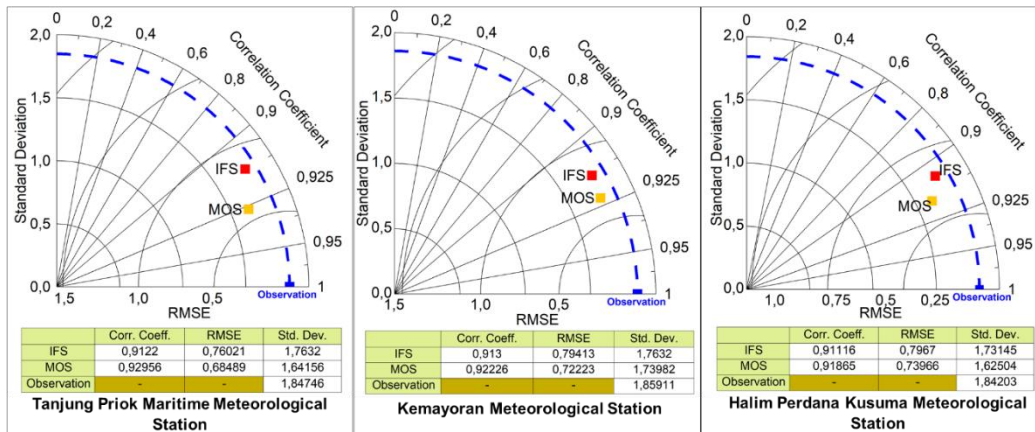 0
0,2
0,4
0,6
0,8
0,9
0,925
0,95
1
Correlation Coefficient
2,0
1,5
1,0
0,5
0,0
Standard Deviation
IFS
MOS
Observation
1,5 1,0 0,5
RMSE
Corr. Coeff. RMSE Std. Dev.
IFS 0,9122 0,76021 1,7632
MOS 0,92956 0,68489 1,64156
Observation - - 1,84746
Tanjung Priok Maritime Meteorological
Station
0
0,2
0,4
0,6
0,8
0,9
0,925
0,95
1
Correlation Coefficient
2,0
1,5
1,0
0,5
0,0
Standard Deviation
IFS
MOS
Observation
1,5 1,0 0,5
RMSE
Corr. Coeff. RMSE Std. Dev.
IFS 0,913 0,79413 1,7632
MOS 0,92226 0,72223 1,73982
Observation - - 1,85911
Kemayoran Meteorological Station
0
0,2
0,4
0,6
0,8
0,9
0,925
0,95
1
Correlation Coefficient
2,0
1,5
1,0
0,5
0,0
Standard Deviation
IFS
MOS
Observation
1,0 0,75 0,5 0,25
RMSE
Corr. Coeff. RMSE Std. Dev.
IFS 0,91116 0,7967 1,73145
MOS 0,91865 0,73966 1,62504
Observation - - 1,84203
Halim Perdana Kusuma Meteorological
Station